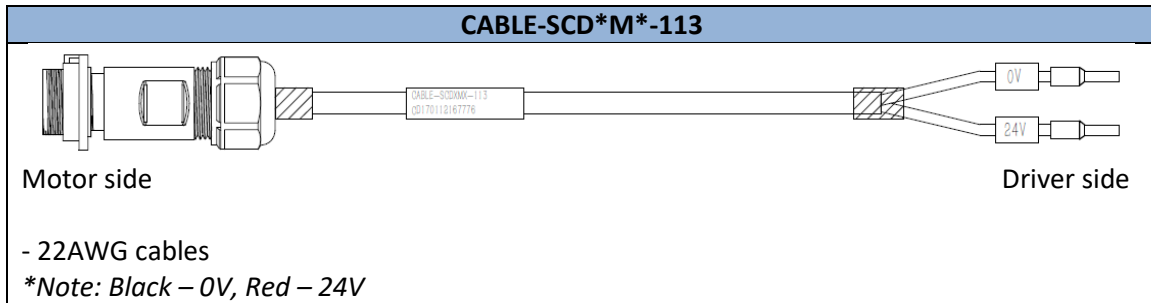 CABLE-SCD*M*-113
0V
CABLE-SCDXMX-113
QD170112167776
24V
Motor side
Driver side
- 22AWG cables
*Note: Black – 0V, Red – 24V